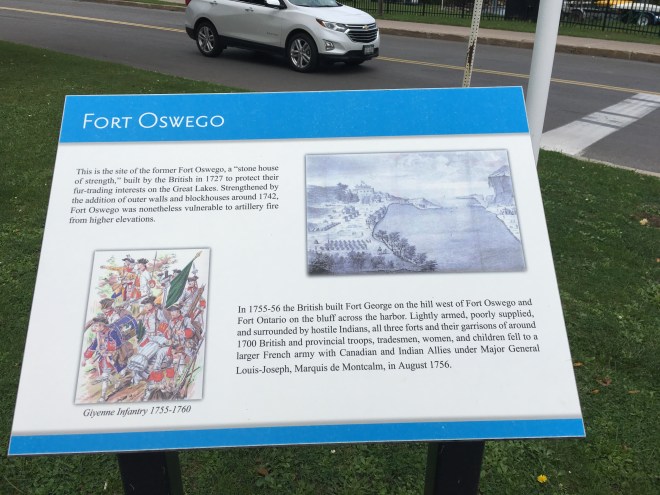 FORT OSWEGO
This is the site of the former Fort Oswego, a "stone house
of strength," built by the British in 1727 to protect their
fur-trading interests on the Great Lakes. Strengthened by
the addition of outer walls and blockhouses around 1742,
Fort Oswego was nonetheless vulnerable to artillery fire
from higher elevations.
In 1755-56 the British built Fort George on the hill west of Fort Oswego and
Fort Ontario on the bluff across the harbor. Lightly armed, poorly supplied,
and surrounded by hostile Indians, all three forts and their garrisons of around
1700 British and provincial troops, tradesmen, women, and children fell to a
larger French army with Canadian and Indian Allies under Major General
Louis-Joseph, Marquis de Montcalm, in August 1756.
Giyenne Infantry 1755-1760